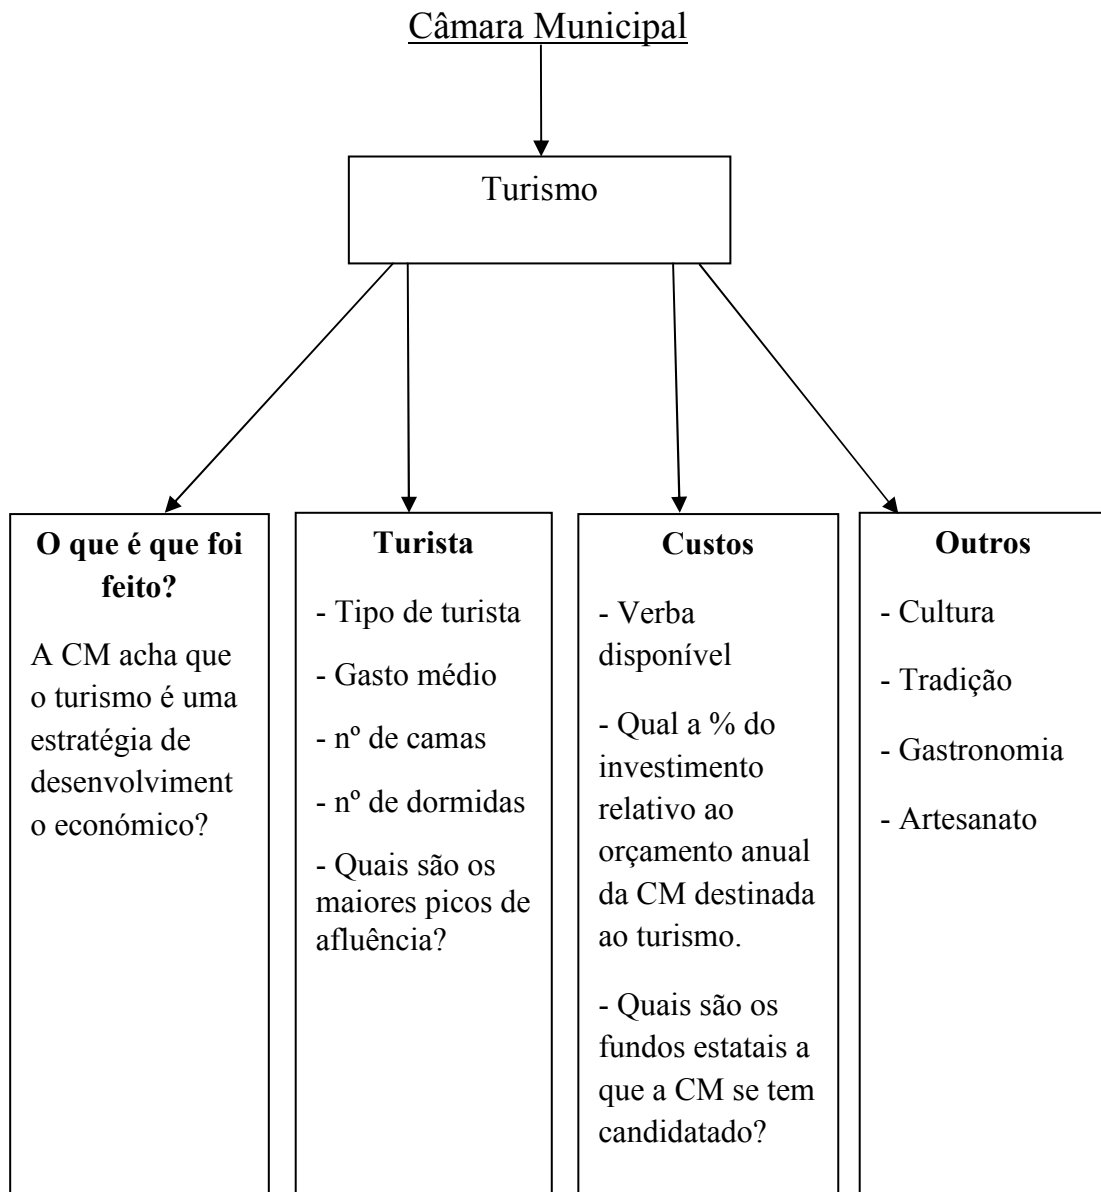 Câmara Municipal
Turismo
O que é que foi
feito?
A CM acha que
o turismo é uma
estratégia de
desenvolviment
o económico?
Turista
- Tipo de turista
- Gasto médio
- nº de camas
- nº de dormidas
- Quais são os
maiores picos de
afluência?
Custos
- Verba
disponível
- Qual a % do
investimento
relativo ao
orçamento anual
da CM destinada
ao turismo.
- Quais são os
fundos estatais a
que a CM se tem
candidatado?
Outros
- Cultura
- Tradição
- Gastronomia
- Artesanato